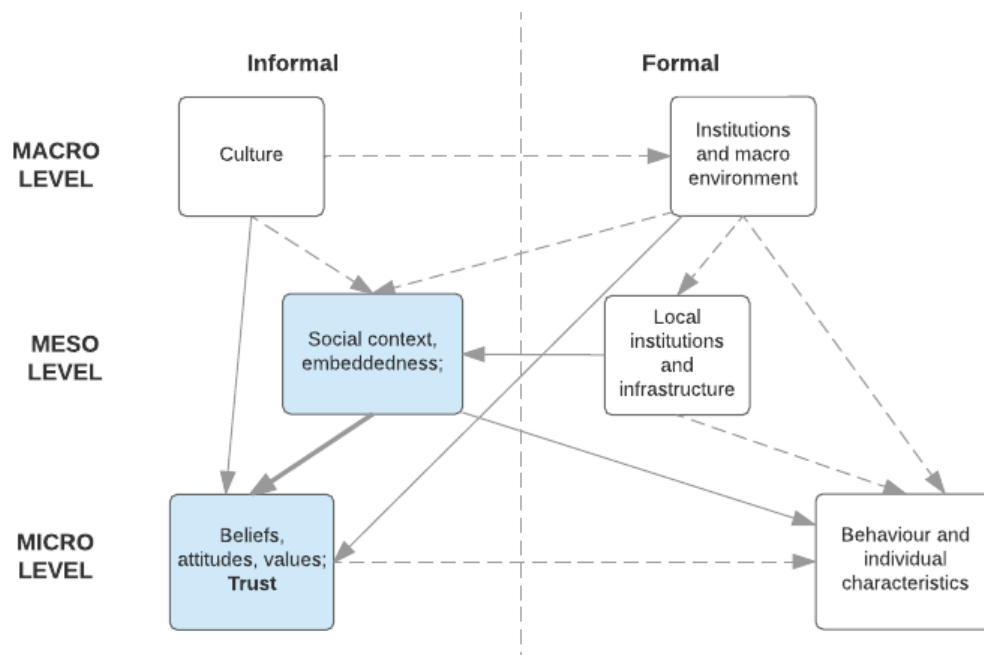 Informal
Formal
MACRO
LEVEL
Culture
Institutions
and macro
environment
MESO
LEVEL
Social context,
embeddedness;
Local
institutions
and
infrastructure
MICRO
LEVEL
Beliefs,
attitudes, values;
Trust
Behaviour and
individual
characteristics